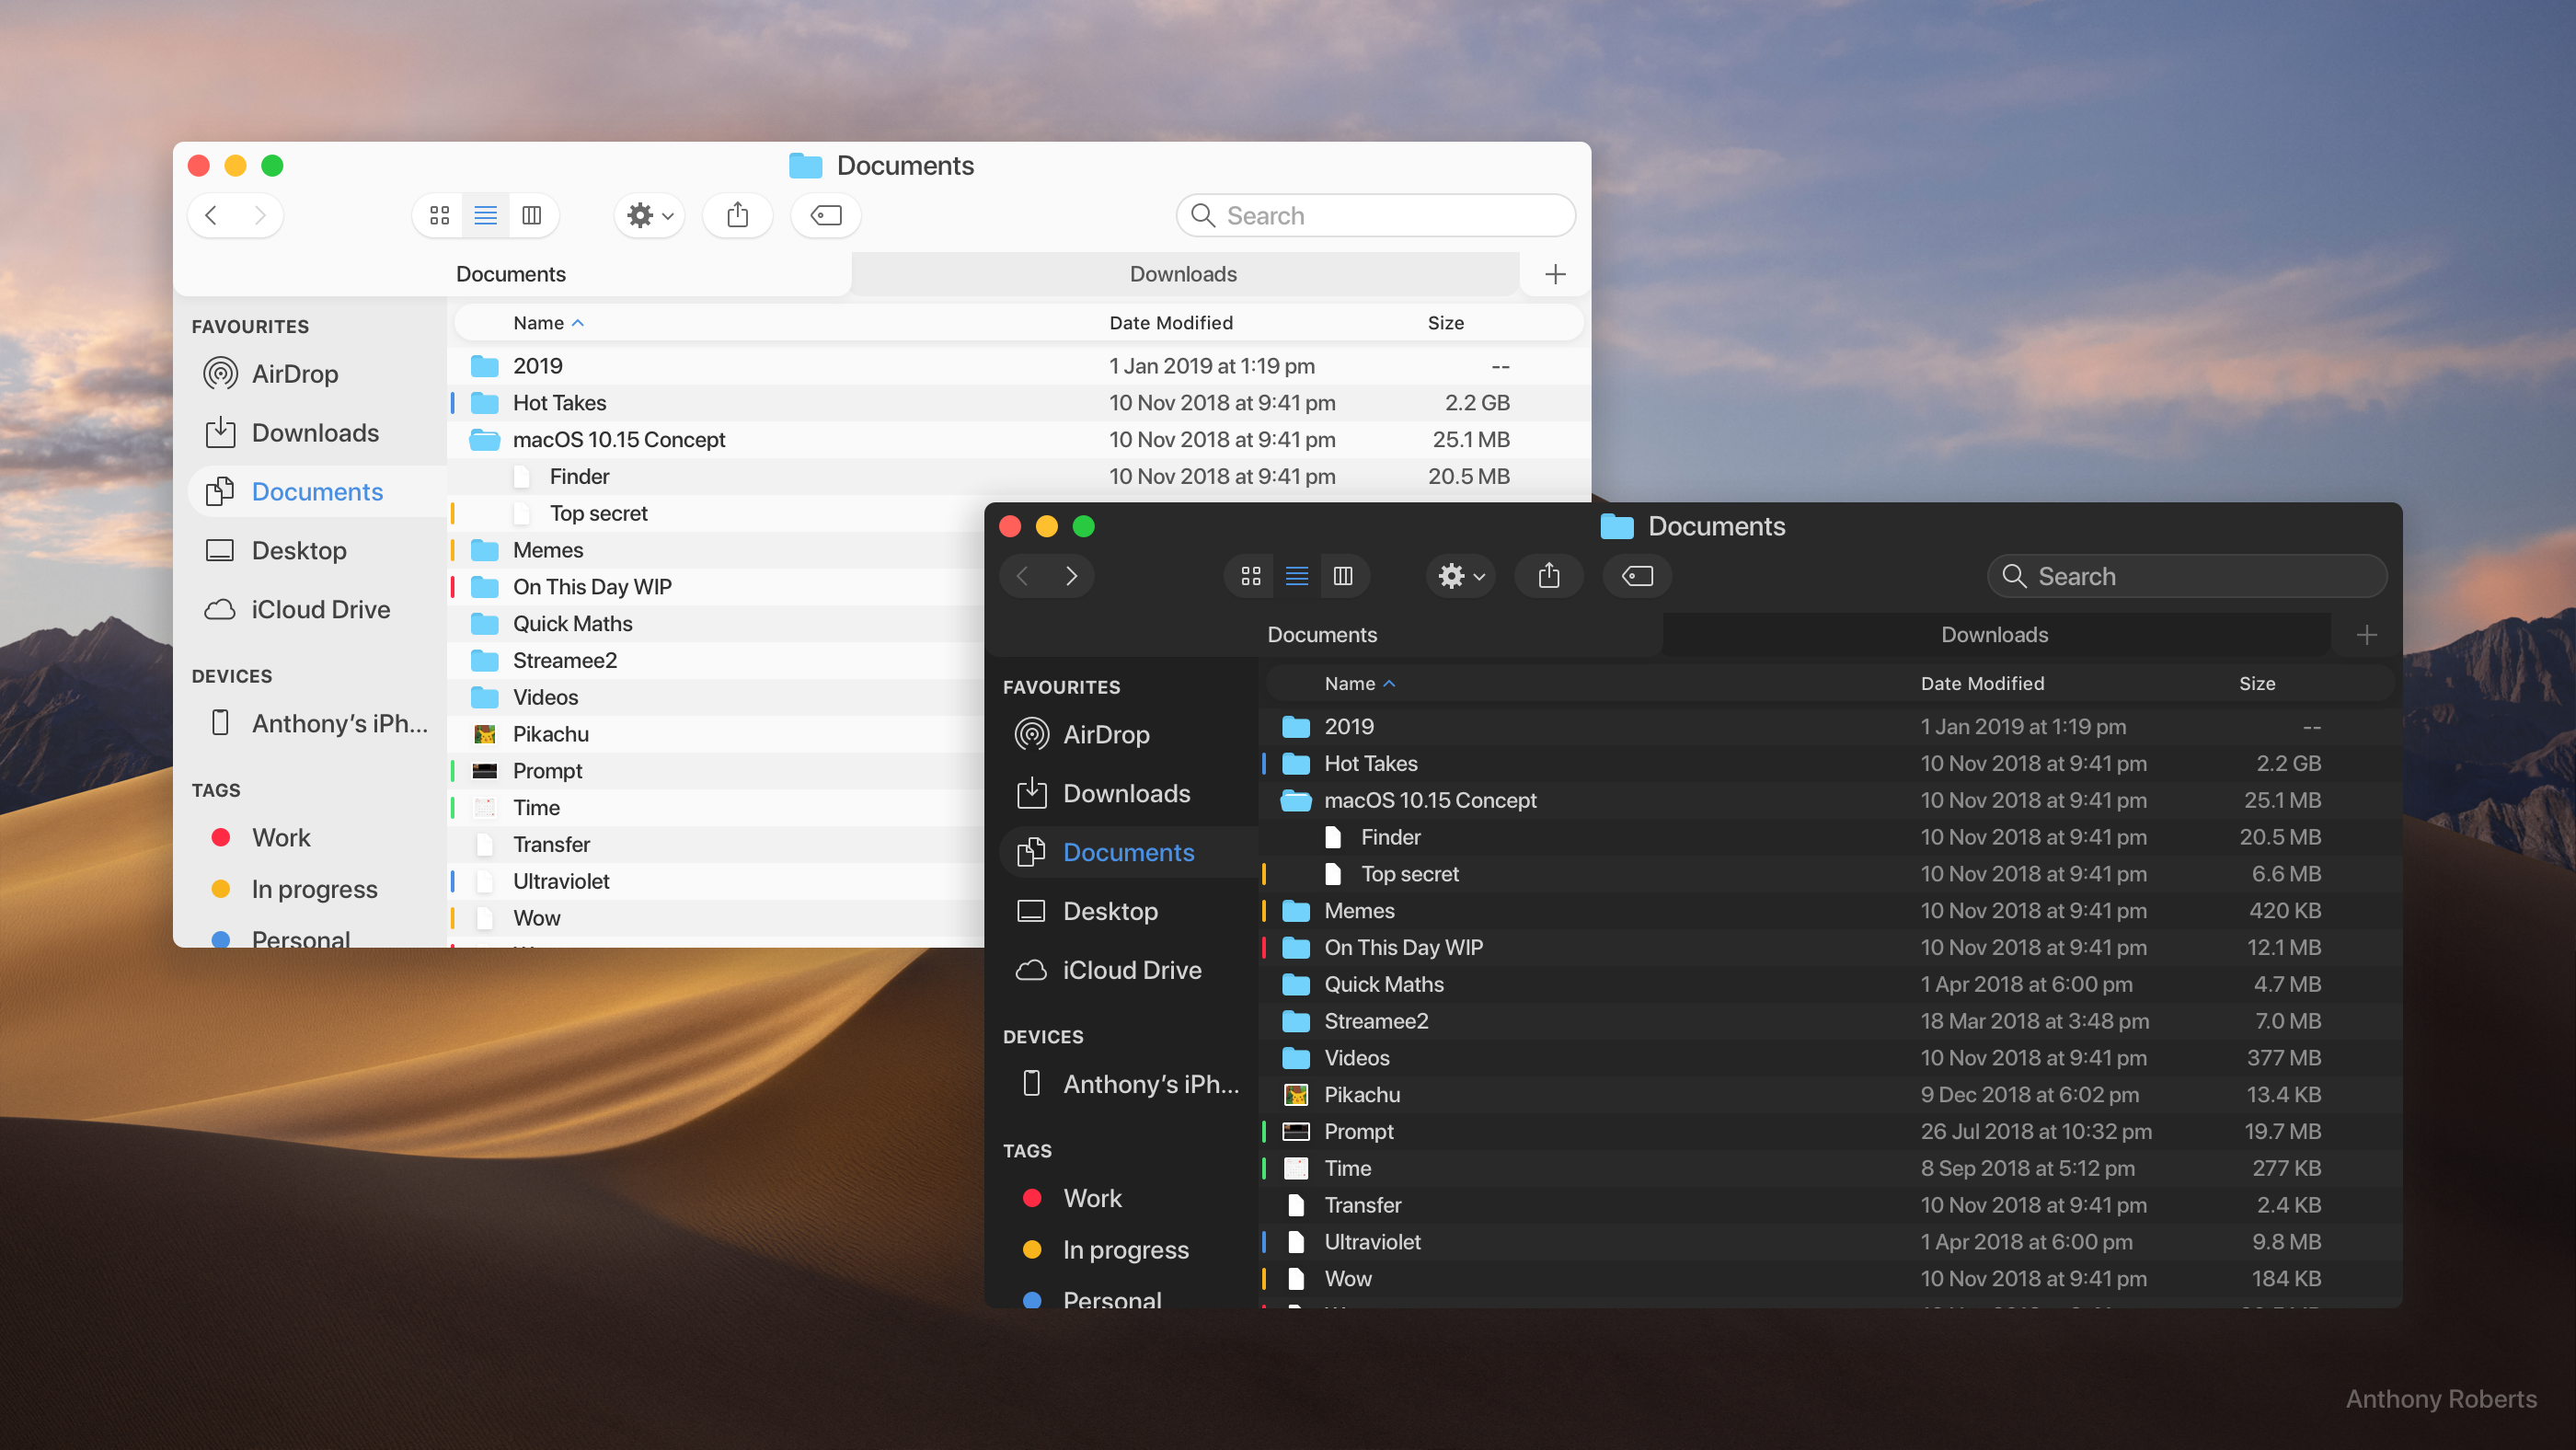 Documents
Search
Documents
Downloads
Name
Date Modified
Size
FAVOURITES
AirDrop
Downloads
Documents
Desktop
iCloud Drive
DEVICES
Anthony’s iPh...
TAGS
Work
In progress
Personal
2019 1 Jan 2019 at 1:19 pm --
Hot Takes 10 Nov 2018 at 9:41 pm 2.2 GB
macOS 10.15 Concept 10 Nov 2018 at 9:41 pm 25.1 MB
Finder 10 Nov 2018 at 9:41 pm 20.5 MB
Top secret
Memes
On This Day WIP
Quick Maths
Streamee2
Videos
Pikachu
Prompt
Time
Transfer
Ultraviolet
Wow
Documents
Search
Documents
Downloads
Name
Date Modified
Size
FAVOURITES
AirDrop
Downloads
Documents
Desktop
iCloud Drive
DEVICES
Anthony’s iPh...
TAGS
Work
In progress
Personal
2019 1 Jan 2019 at 1:19 pm --
Hot Takes 10 Nov 2018 at 9:41 pm 2.2 GB
macOS 10.15 Concept 10 Nov 2018 at 9:41 pm 25.1 MB
Finder 10 Nov 2018 at 9:41 pm 20.5 MB
Top secret 10 Nov 2018 at 9:41 pm 6.6 MB
Memes 10 Nov 2018 at 9:41 pm 420 KB
On This Day WIP 10 Nov 2018 at 9:41 pm 12.1 MB
Quick Maths 1 Apr 2018 at 6:00 pm 4.7 MB
Streamee2 18 Mar 2018 at 3:48 pm 7.0 MB
Videos 10 Nov 2018 at 9:41 pm 377 MB
Pikachu 9 Dec 2018 at 6:02 pm 13.4 KB
Prompt 26 Jul 2018 at 10:32 pm 19.7 MB
Time 8 Sep 2018 at 5:12 pm 277 KB
Transfer 10 Nov 2018 at 9:41 pm 2.4 KB
Ultraviolet 1 Apr 2018 at 6:00 pm 9.8 MB
Wow 10 Nov 2018 at 9:41 pm 184 KB
Anthony Roberts